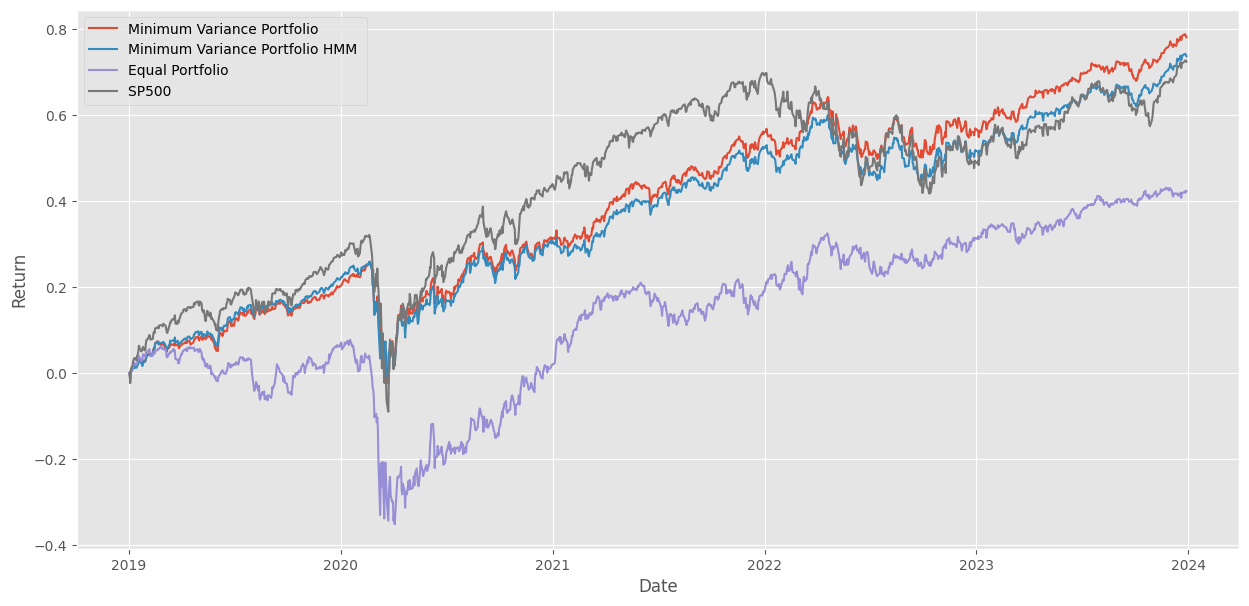 Minimum Variance Portfolio
Minimum Variance Portfolio HMM
Equal Portfolio
SP500
0.8
0.6
0.4
0.2
0.0
−0.2
−0.4
Return
2019 2020 2021 2022 2023 2024
Date